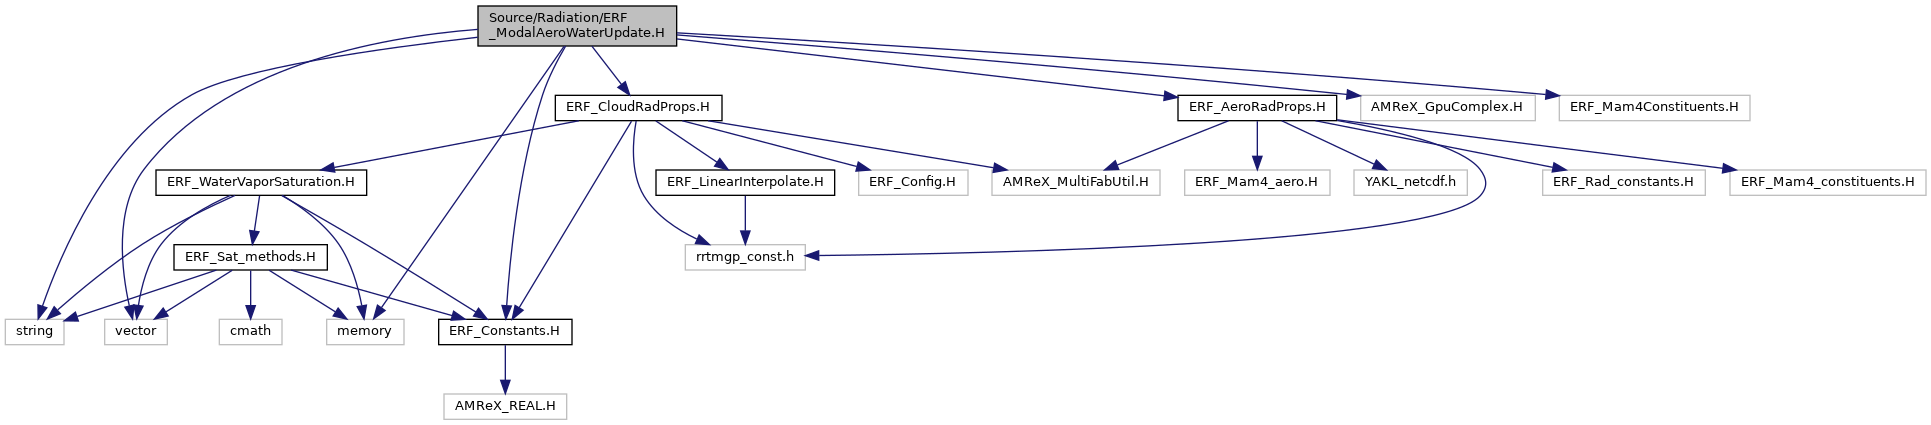 Source/Radiation/ERF
_ModalAeroWaterUpdate.H
ERF_CloudRadProps.H
ERF_AeroRadProps.H
AMReX_GpuComplex.H
ERF_Mam4Constituents.H
ERF_WaterVaporSaturation.H
ERF_LinearInterpolate.H
ERF_Config.H
AMReX_MultiFabUtil.H
ERF_Mam4_aero.H
YAKL_netcdf.h
ERF_Rad_constants.H
ERF_Mam4_constituents.H
ERF_Sat_methods.H
rrtmgp_const.h
string
vector
cmath
memory
ERF_Constants.H
AMReX_REAL.H